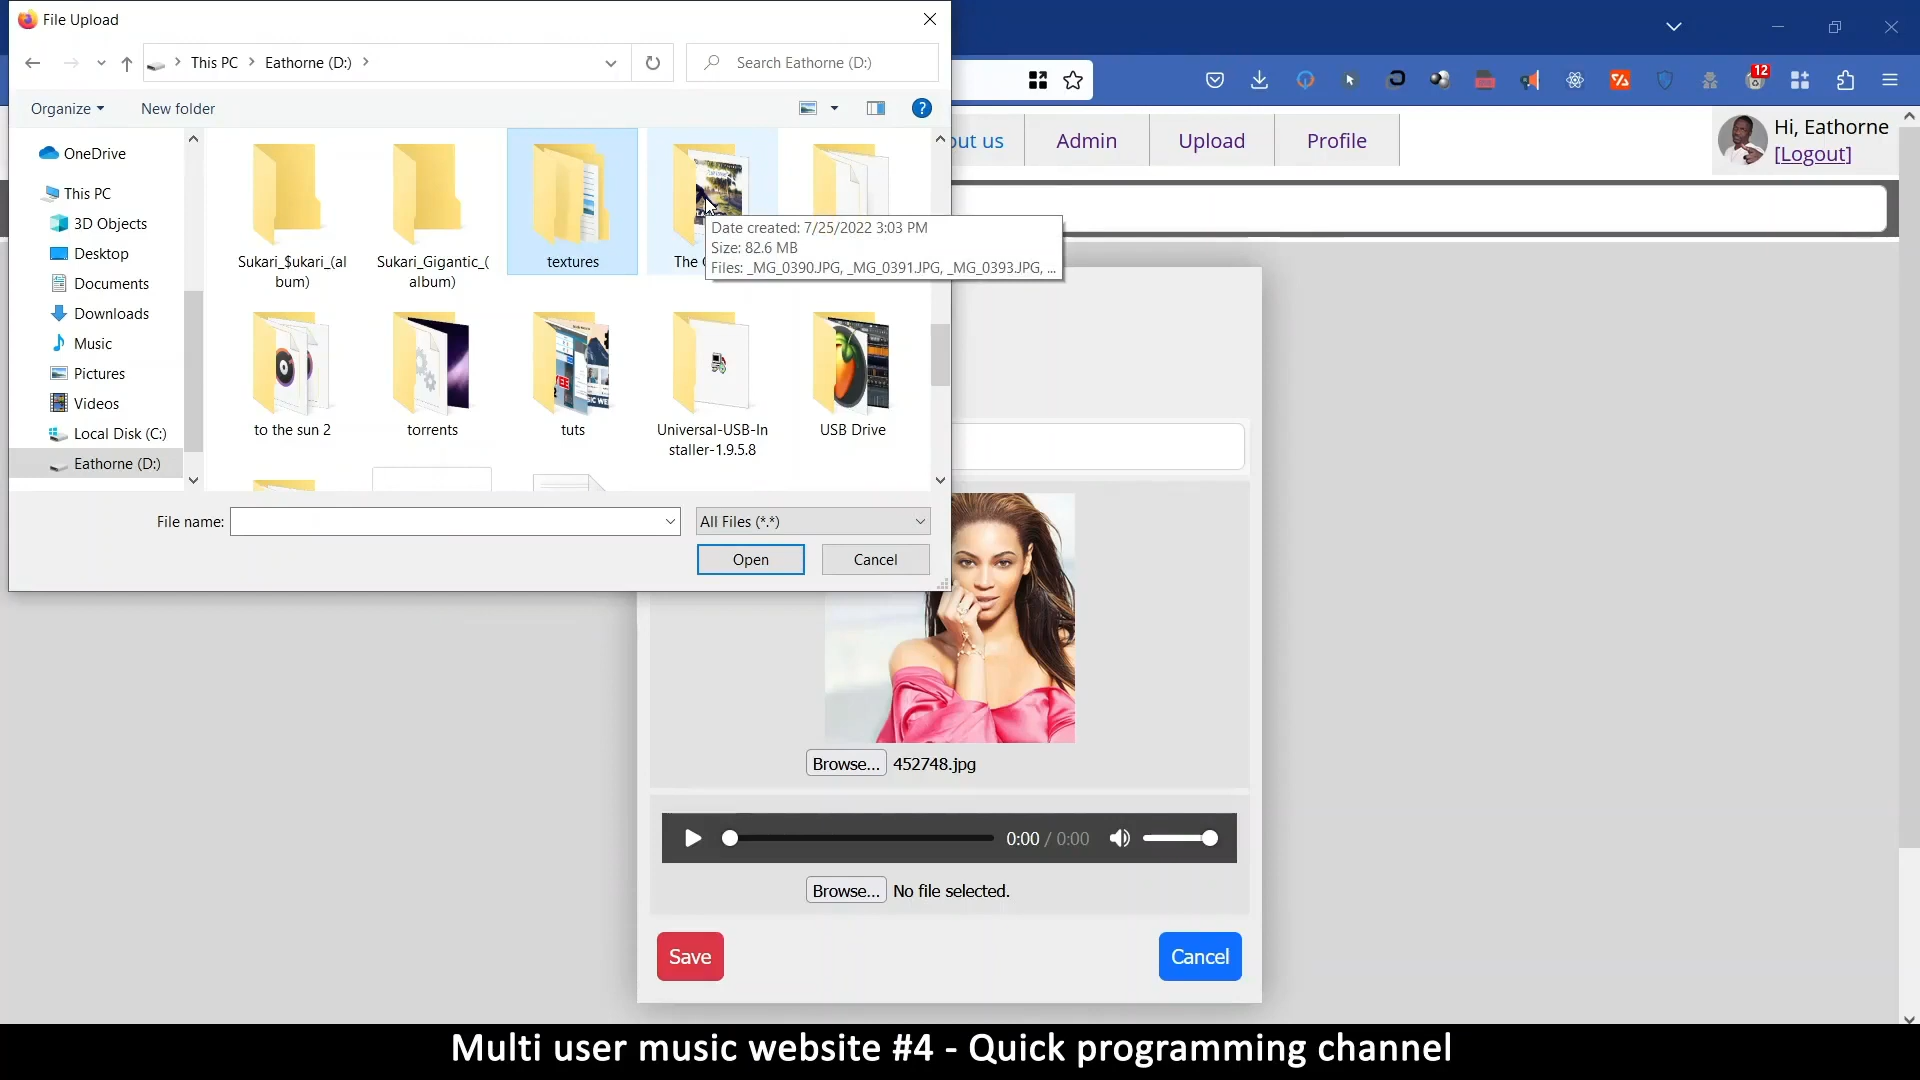 File Upload
This PC
Eathorne (D:)
Search Eathorne (D:)
Organize
New folder
12
OneDrive
This PC
3D Objects
Desktop
Documents
Downloads
Music
Pictures
Videos
Local Disk (C:)
Eathorne (D:)
Sukari_$ukari_(al
bum)
Sukari_Gigantic_(
album)
textures
The
Date created: 7/25/2022 3:03 PM
Size: 82.6 MB
Files: _MG_0390.JPG, _MG_0391.JPG, _MG_0393.JPG, ...
to the sun 2
torrents
tuts
Universal-USB-In
staller-1.9.5.8
USB Drive
File name:
All Files (*.*)
Open
Cancel
out us
Admin
Upload
Profile
Hi, Eathorne
[Logout]
Browse... 452748.jpg
0:00 / 0:00
Browse... No file selected.
Save
Cancel
Multi user music website #4 - Quick programming channel